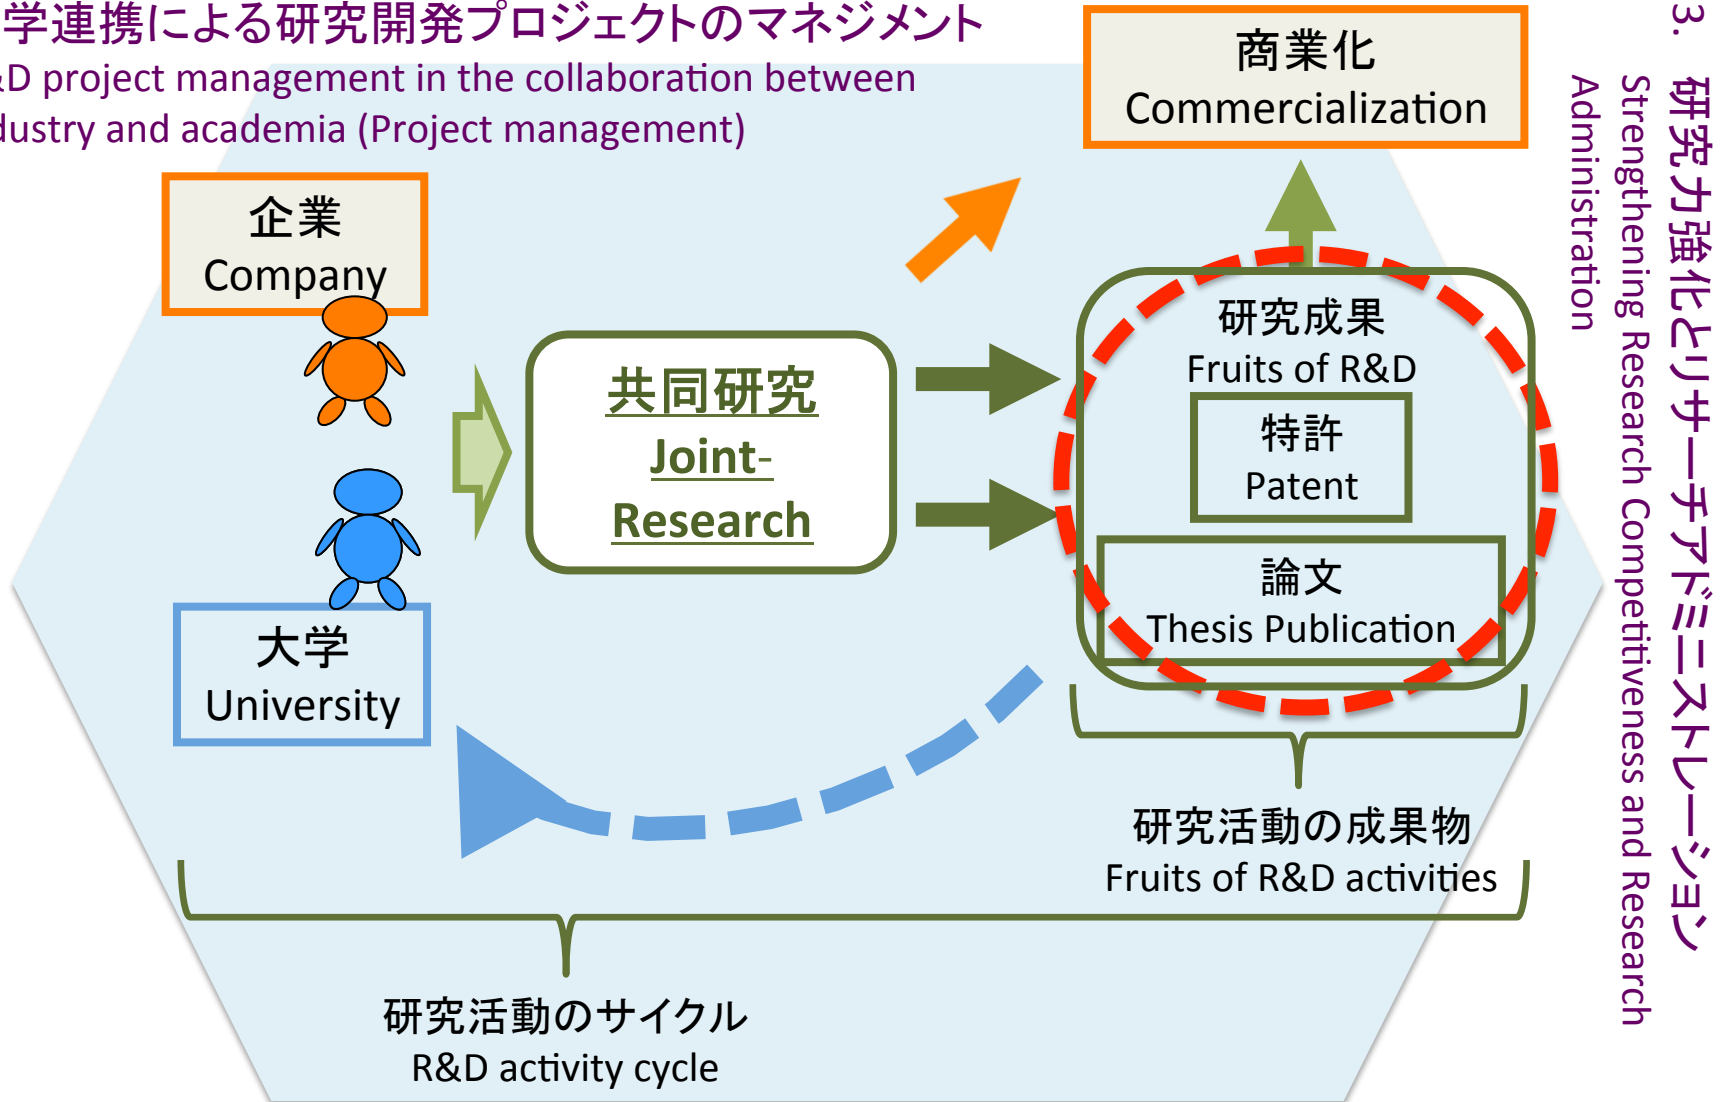 学連携による研究開発プロジェクトのマネジメント
&D project management in the collaboration between
dustry and academia (Project management)
商業化
Commercialization
企業
Company
共同研究
Joint-
Research
研究成果
Fruits of R&D
特許
Patent
論文
Thesis Publication
大学
University
研究活動の成果物
Fruits of R&D activities
研究活動のサイクル
R&D activity cycle
3. 研究力強化とリサーチアドミニストレーション
Strengthening Research Competitiveness and Research
Administration